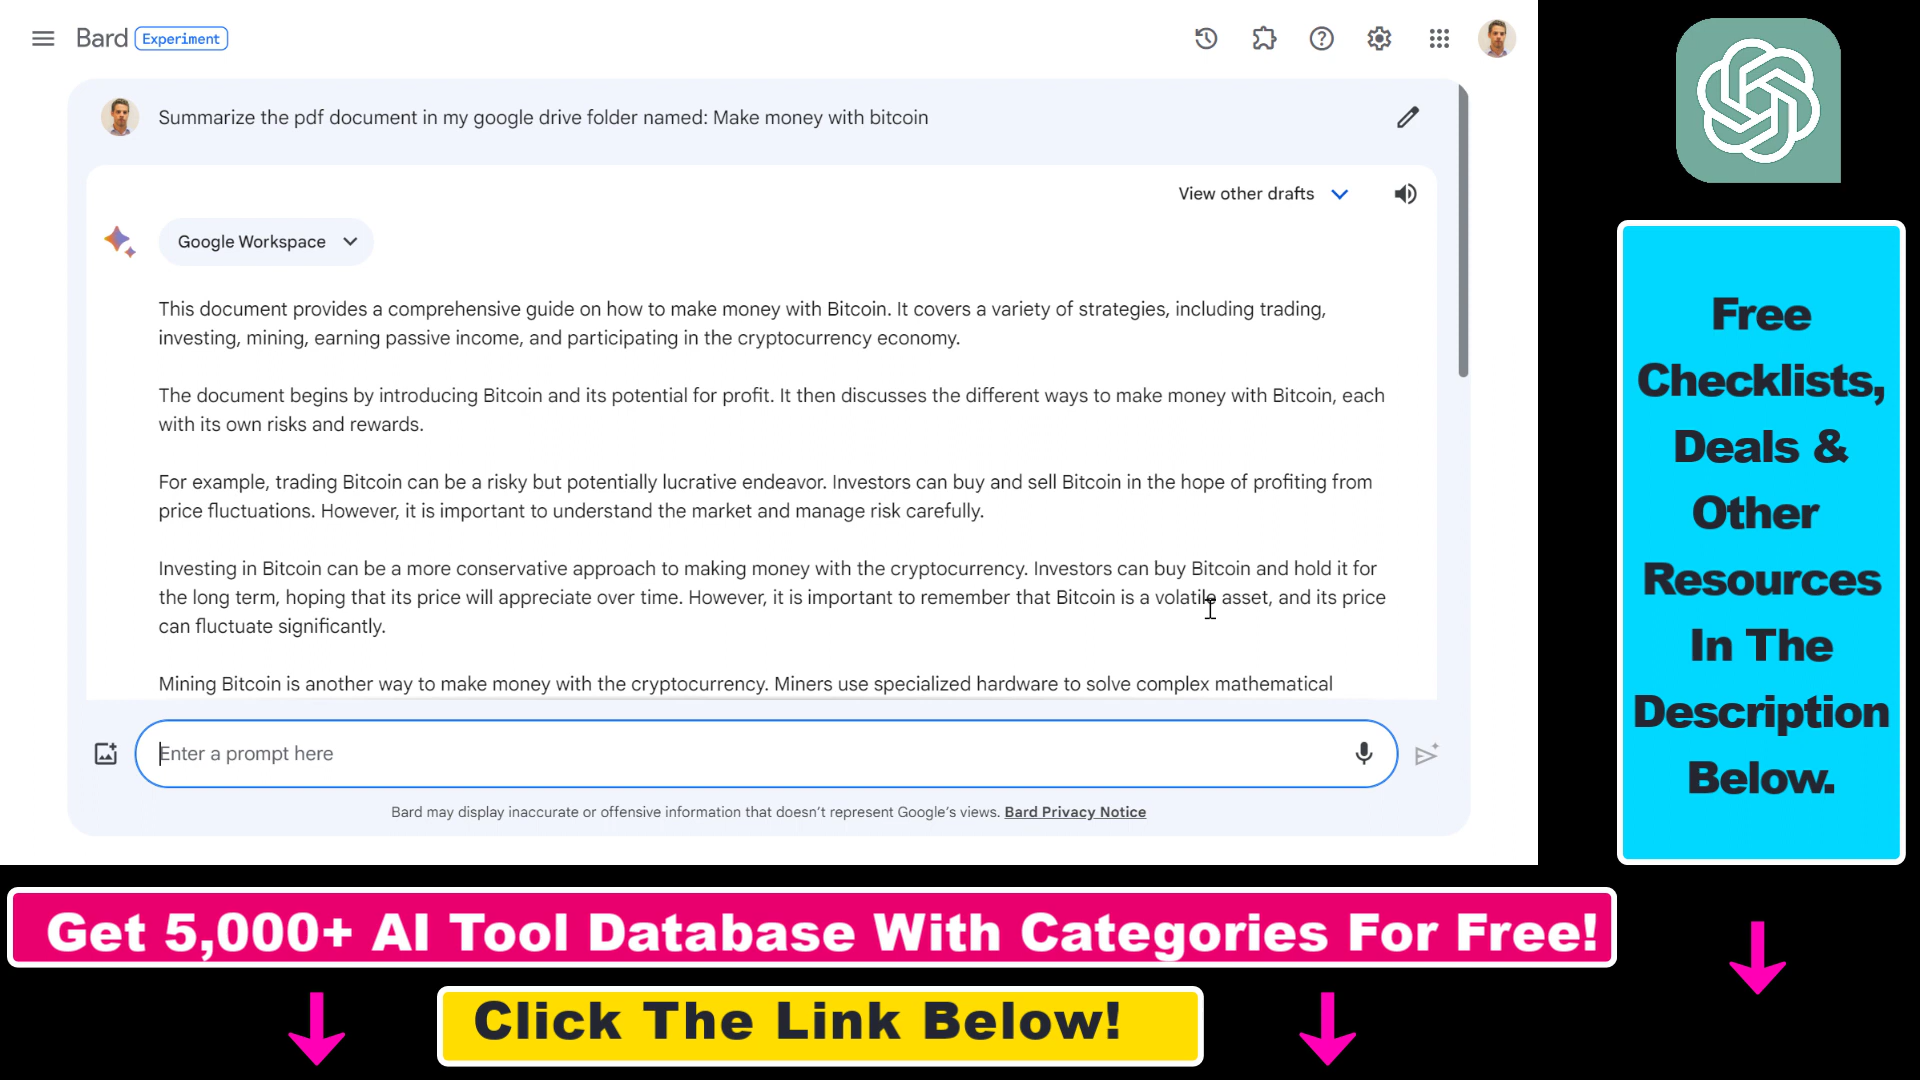 Bard Experiment
Summarize the pdf document in my google drive folder named: Make money with bitcoin
View other drafts
Google Workspace
This document provides a comprehensive guide on how to make money with Bitcoin. It covers a variety of strategies, including trading,
investing, mining, earning passive income, and participating in the cryptocurrency economy.
The document begins by introducing Bitcoin and its potential for profit. It then discusses the different ways to make money with Bitcoin, each
with its own risks and rewards.
For example, trading Bitcoin can be a risky but potentially lucrative endeavor. Investors can buy and sell Bitcoin in the hope of profiting from
price fluctuations. However, it is important to understand the market and manage risk carefully.
Investing in Bitcoin can be a more conservative approach to making money with the cryptocurrency. Investors can buy Bitcoin and hold it for
the long term, hoping that its price will appreciate over time. However, it is important to remember that Bitcoin is a volatile asset, and its price
can fluctuate significantly.
Mining Bitcoin is another way to make money with the cryptocurrency. Miners use specialized hardware to solve complex mathematical
Enter a prompt here
Bard may display inaccurate or offensive information that doesn't represent Google's views. Bard Privacy Notice
Free
Checklists,
Deals &
Other
Resources
In The
Description
Below.
Get 5,000+ AI Tool Database With Categories For Free!
Click The Link Below!